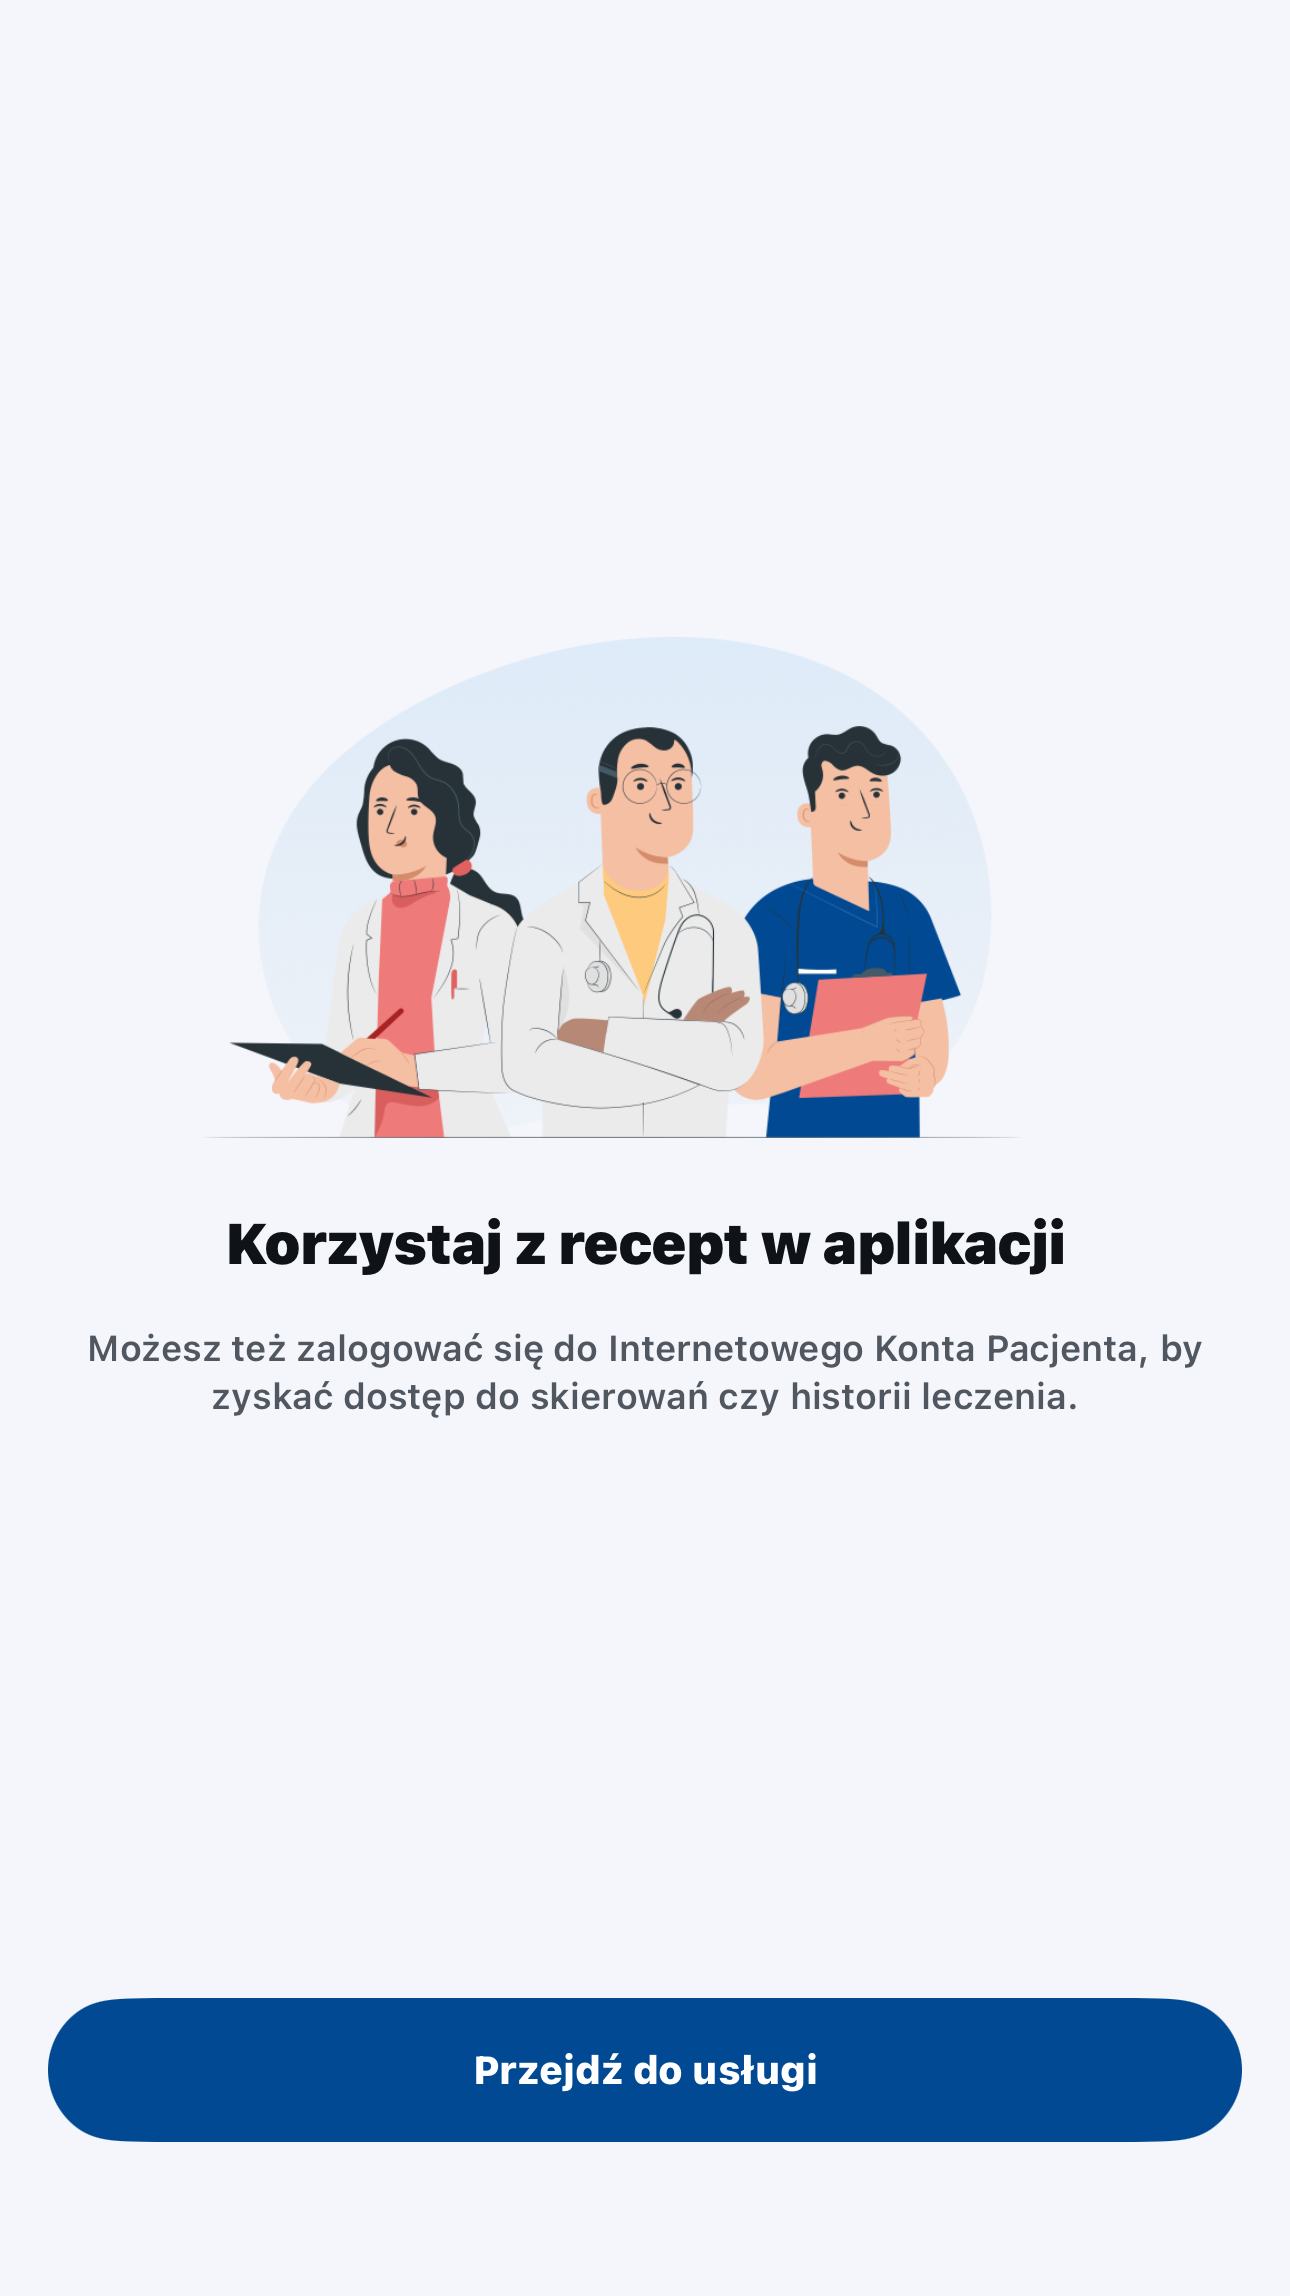 Korzystaj z recept w aplikacji
Możesz też zalogować się do Internetowego Konta Pacjenta, by
zyskać dostęp do skierowań czy historii leczenia.
Przejdź do usługi